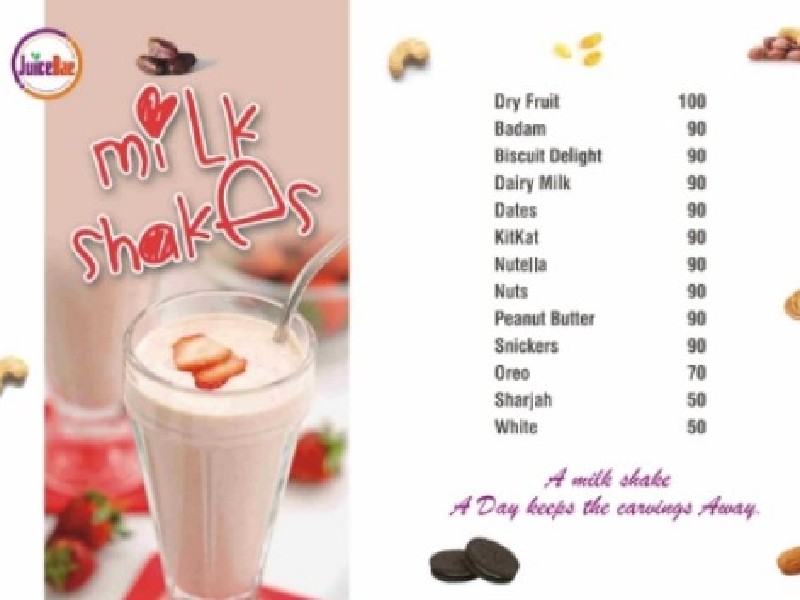 JuiceBae
milk
shakes
Dry Fruit 100
Badam 90
Biscuit Delight 90
Dairy Milk 90
Dates 90
KitKat 90
Nutella 90
Nuts 90
Peanut Butter 90
Snickers 90
Oreo 70
Sharjah 50
White 50
A milk shake
A Day keeps the carvings Away.